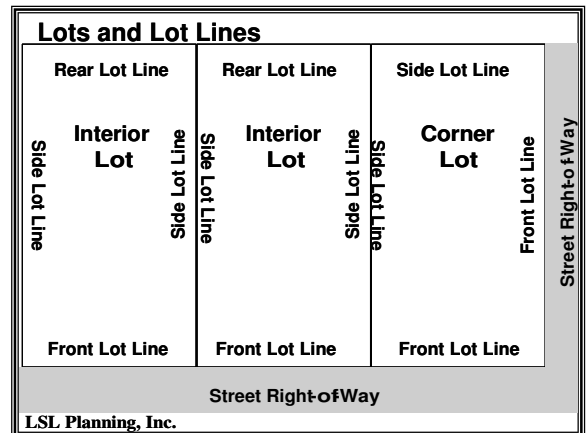 Lots and Lot Lines
Rear Lot Line
Rear Lot Line
Side Lot Line
Interior
Lot
Interior
Lot
Corner
Lot
Side Lot Line
Side Lot Line
Side Lot Line
Side Lot Line
Side Lot Line
Front Lot Line
Street Right-of-Way
Front Lot Line
Front Lot Line
Front Lot Line
Street Right-of-Way
LSL Planning, Inc.